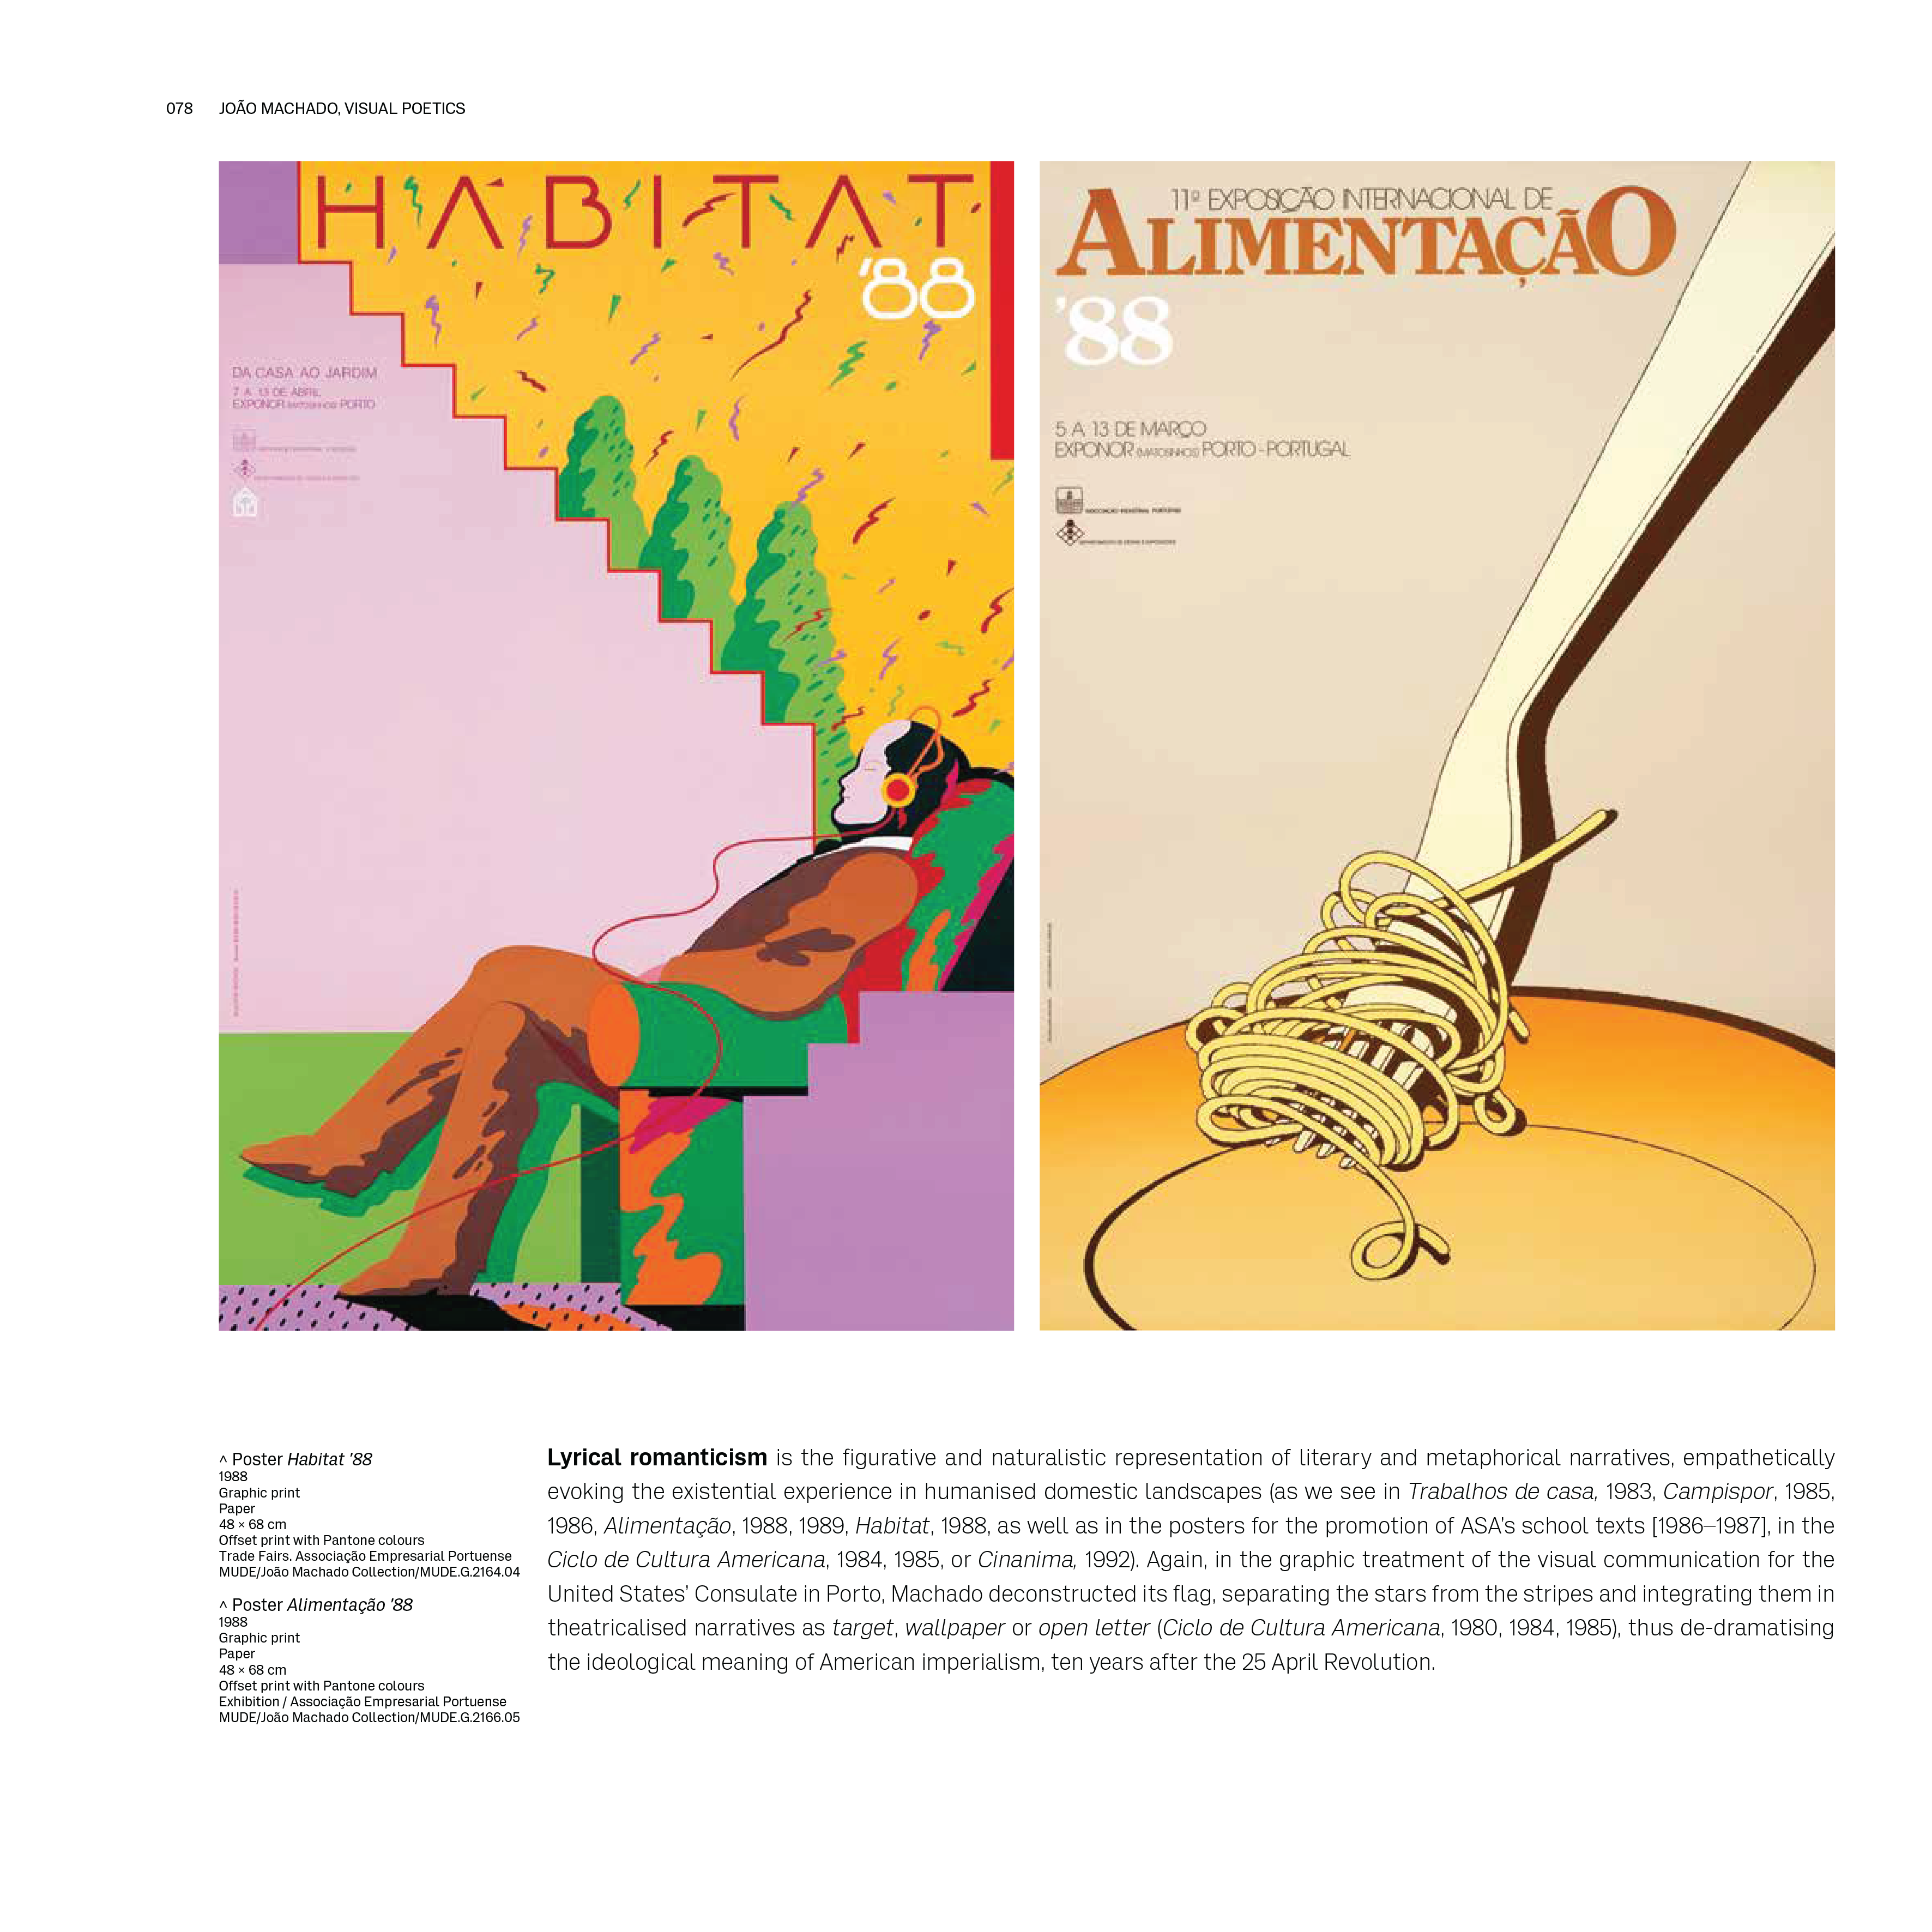 078 JOÃO MACHADO, VISUAL POETICS
HABITAT
'88
DA CASA AO JARDIM
7 A 13 DE ABRIL
EXPONOR (MATOSINHOS) PORTO
11ª EXPOSIÇÃO INTERNACIONAL DE
ALIMENTAÇÃO
'88
5 A 13 DE MARÇO
EXPONOR (MATOSINHOS) PORTO - PORTUGAL
ASSOCIAÇÃO INDUSTRIAL PORTUENSE
DEPARTAMENTO DE FEIRAS E EXPOSIÇÕES
^ Poster Habitat '88
1988
Graphic print
Paper
48 × 68 cm
Offset print with Pantone colours
Trade Fairs. Associação Empresarial Portuense
MUDE/João Machado Collection/MUDE.G.2164.04
^ Poster Alimentação '88
1988
Graphic print
Paper
48 × 68 cm
Offset print with Pantone colours
Exhibition / Associação Empresarial Portuense
MUDE/João Machado Collection/MUDE.G.2166.05
Lyrical romanticism is the figurative and naturalistic representation of literary and metaphorical narratives, empathetically
evoking the existential experience in humanised domestic landscapes (as we see in Trabalhos de casa, 1983, Campispor, 1985,
1986, Alimentação, 1988, 1989, Habitat, 1988, as well as in the posters for the promotion of ASA's school texts [1986–1987], in the
Ciclo de Cultura Americana, 1984, 1985, or Cinanima, 1992). Again, in the graphic treatment of the visual communication for the
United States' Consulate in Porto, Machado deconstructed its flag, separating the stars from the stripes and integrating them in
theatricalised narratives as target, wallpaper or open letter (Ciclo de Cultura Americana, 1980, 1984, 1985), thus de-dramatising
the ideological meaning of American imperialism, ten years after the 25 April Revolution.